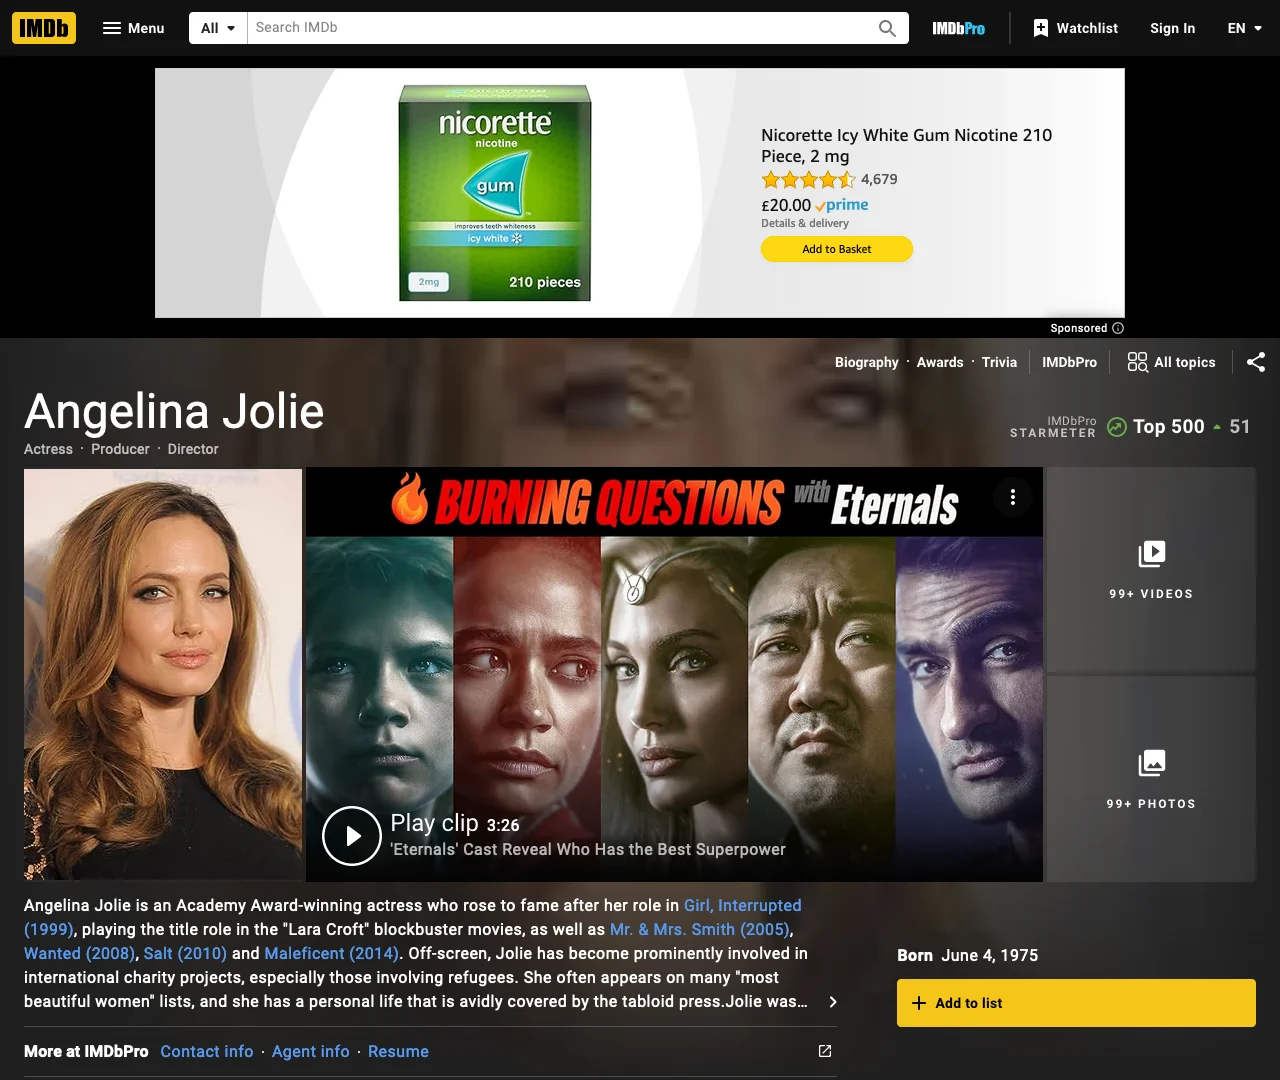 IMDb
Menu
All
Search IMDb
IMDbPro
Watchlist
Sign In
EN
nicorette
nicotine
gum
™
improves teeth whiteness
icy white
2mg
210 pieces
Nicorette Icy White Gum Nicotine 210
Piece, 2 mg
4,679
£20.00 prime
Details & delivery
Add to Basket
Sponsored
Biography · Awards · Trivia
IMDbPro
All topics
Angelina Jolie
Actress · Producer · Director
IMDbPro
STARMETER
Top 500
51
BURNING QUESTIONS with Eternals
Play clip 3:26
'Eternals' Cast Reveal Who Has the Best Superpower
99+ VIDEOS
99+ PHOTOS
Angelina Jolie is an Academy Award-winning actress who rose to fame after her role in Girl, Interrupted
(1999), playing the title role in the "Lara Croft" blockbuster movies, as well as Mr. & Mrs. Smith (2005),
Wanted (2008), Salt (2010) and Maleficent (2014). Off-screen, Jolie has become prominently involved in
international charity projects, especially those involving refugees. She often appears on many "most
beautiful women" lists, and she has a personal life that is avidly covered by the tabloid press.Jolie was...
Born June 4, 1975
Add to list
More at IMDbPro
Contact info · Agent info · Resume